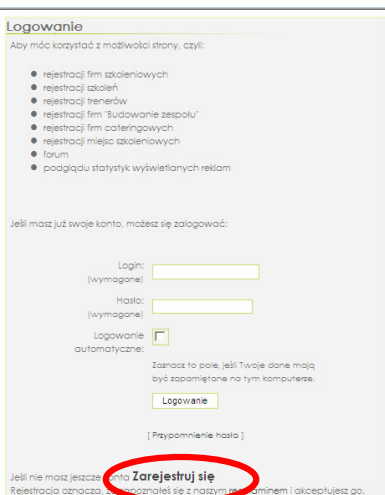 Logowanie
Aby móc korzystać z możliwości strony, czyli:
rejestracji firm szkoleniowych
rejestracji szkoleń
rejestracji trenerów
rejestracji firm "Budowanie zespołu"
rejestracji firm cateringowych
rejestracji miejsc szkoleniowych
forum
podglądu statystyk wyświetlanych reklam
Jeśli masz już swoje konto, możesz się zalogować:
Login:
(wymagane)
Hasło:
(wymagane)
Logowanie
automatyczne:
Zaznacz to pole, jeśli Twoje dane mają
być zapamiętane na tym komputerze.
Logowanie
[ Przypomnienie hasła ]
Jeśli nie masz jeszcze konta Zarejestruj się
Rejestracja oznacza, że zapoznałeś się z naszym regulaminem i akceptujesz go.